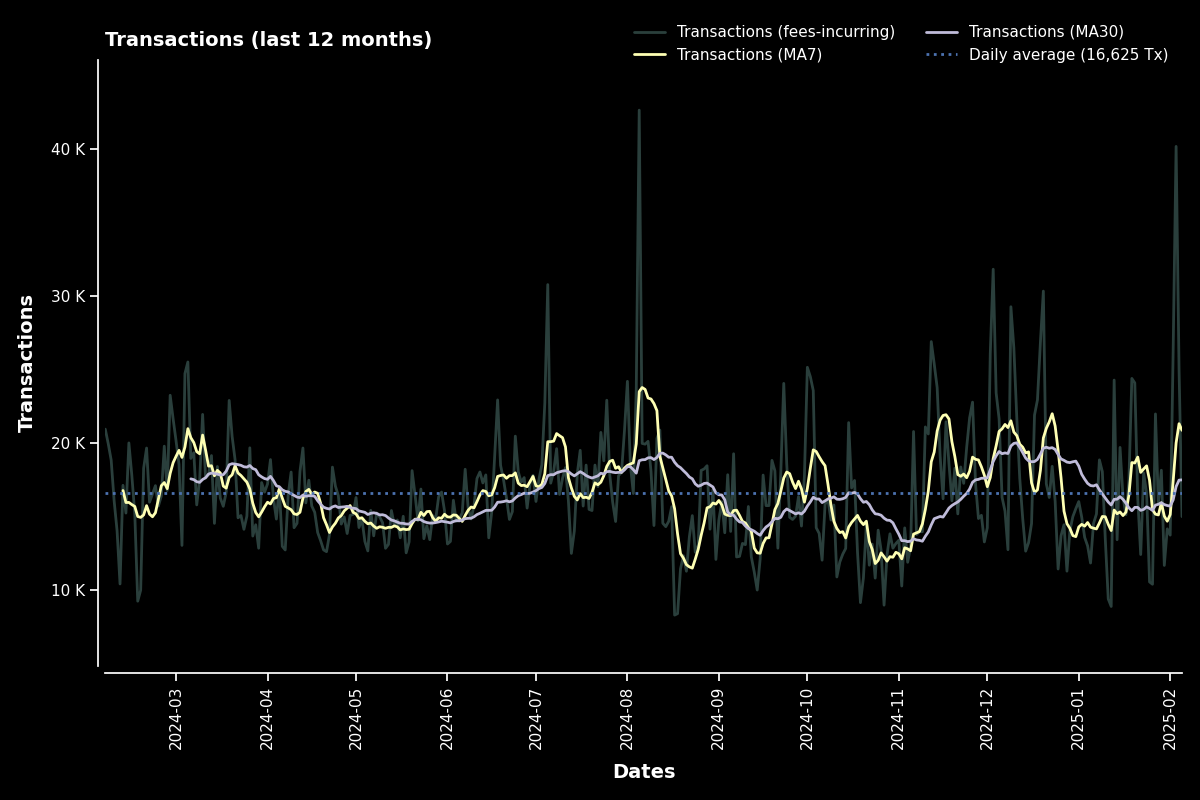 Transactions (last 12 months)
Transactions (fees-incurring)
Transactions (MA7)
Transactions (MA30)
Daily average (16,625 Tx)
Transactions
40 K
30 K
20 K
10 K
2024-03
2024-04
2024-05
2024-06
2024-07
2024-08
2024-09
2024-10
2024-11
2024-12
2025-01
2025-02
Dates